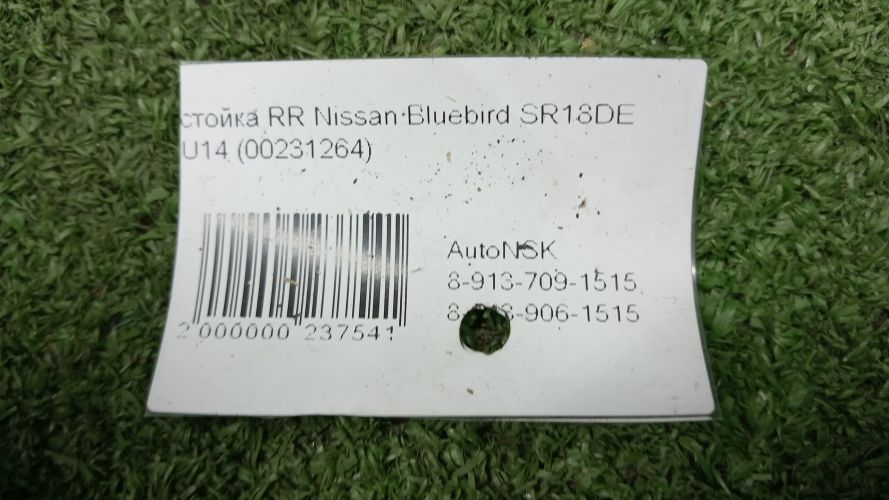 стойка RR Nissan Bluebird SR18DE
U14 (00231264)
AutoNSK
8-913-709-1515
-906-1515
2 000000 237541